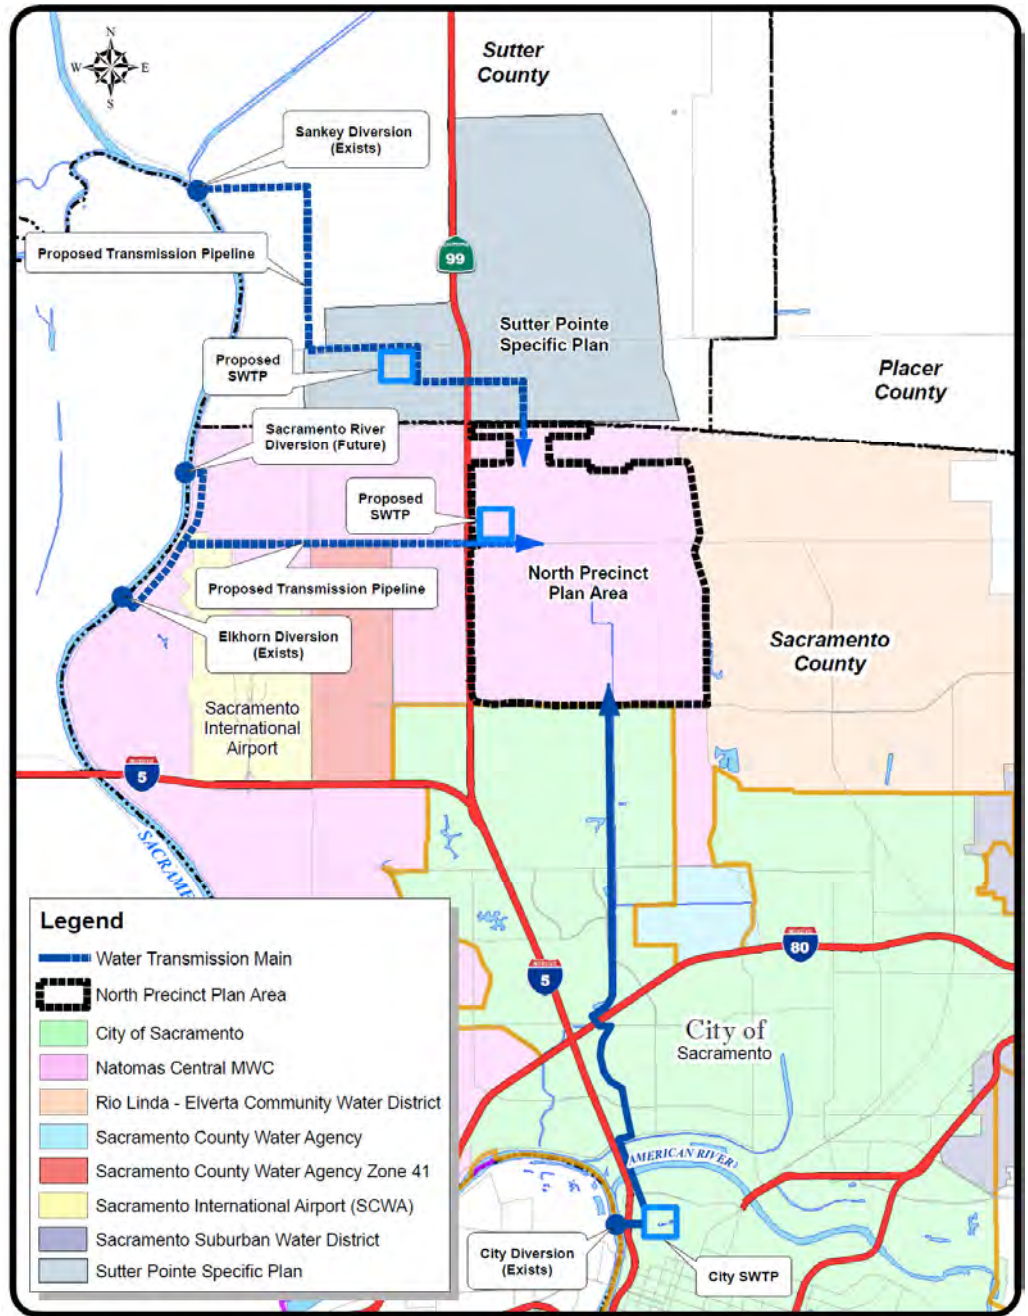 N
W
E
S
Sutter
County
Sankey Diversion
(Exists)
Proposed Transmission Pipeline
99
Sutter Pointe
Specific Plan
Proposed
SWTP
Placer
County
Sacramento River
Diversion (Future)
Proposed
SWTP
Proposed Transmission Pipeline
North Precinct
Plan Area
Elkhorn Diversion
(Exists)
Sacramento
County
Sacramento
International
Airport
5
SACRAME
Legend
Water Transmission Main
North Precinct Plan Area
City of Sacramento
Natomas Central MWC
Rio Linda - Elverta Community Water District
Sacramento County Water Agency
Sacramento County Water Agency Zone 41
Sacramento International Airport (SCWA)
Sacramento Suburban Water District
Sutter Pointe Specific Plan
80
5
City of
Sacramento
AMERICAN RIVER
City Diversion
(Exists)
City SWTP